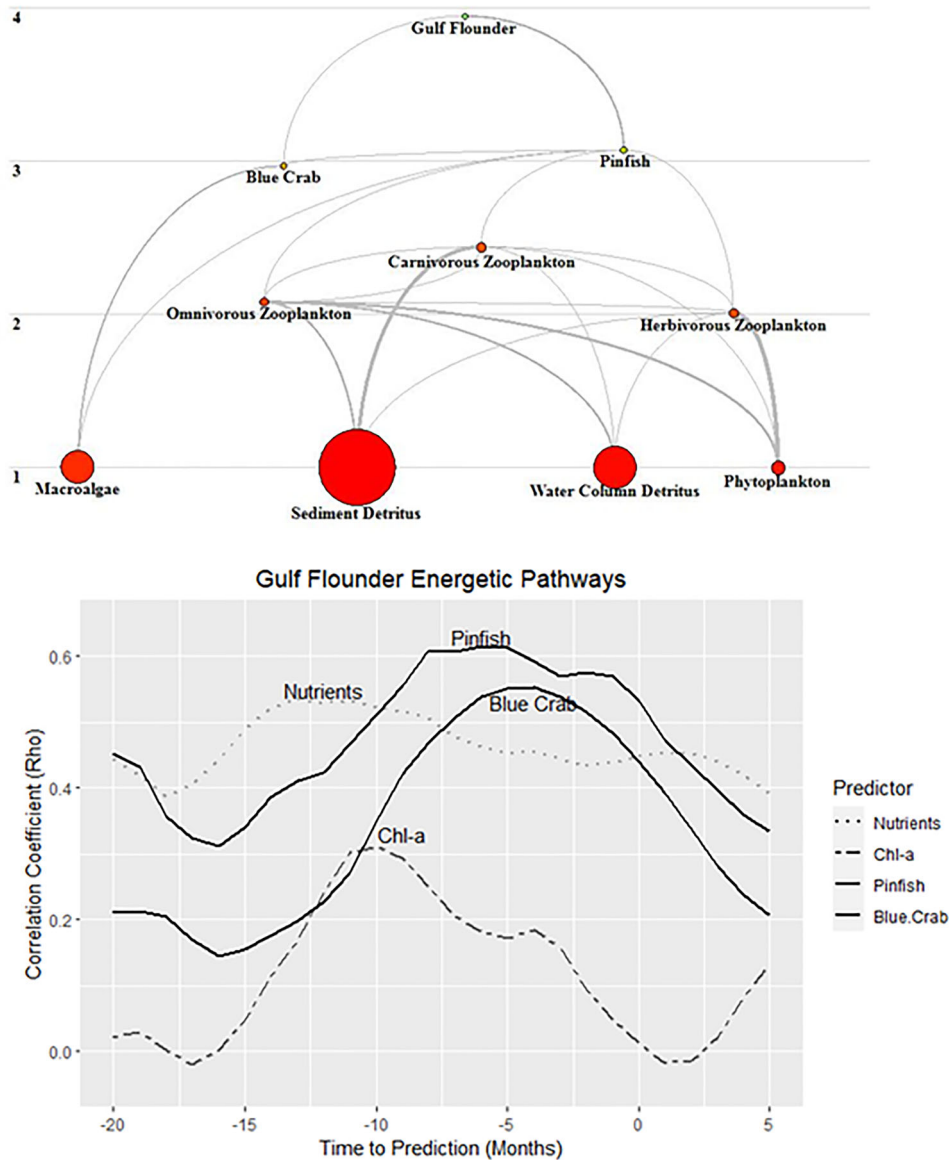 4
Gulf Flounder
3
Blue Crab
Pinfish
Carnivorous Zooplankton
Omnivorous Zooplankton
2
Herbivorous Zooplankton
1
Macroalgae
Sediment Detritus
Water Column Detritus
Phytoplankton
Gulf Flounder Energetic Pathways
Correlation Coefficient (Rho)
0.6
0.4
0.2
0.0
Pinfish
Nutrients
Blue Crab
Chl-a
-20
-15
-10
-5
0
5
Time to Prediction (Months)
Predictor
Nutrients
Chl-a
Pinfish
Blue.Crab